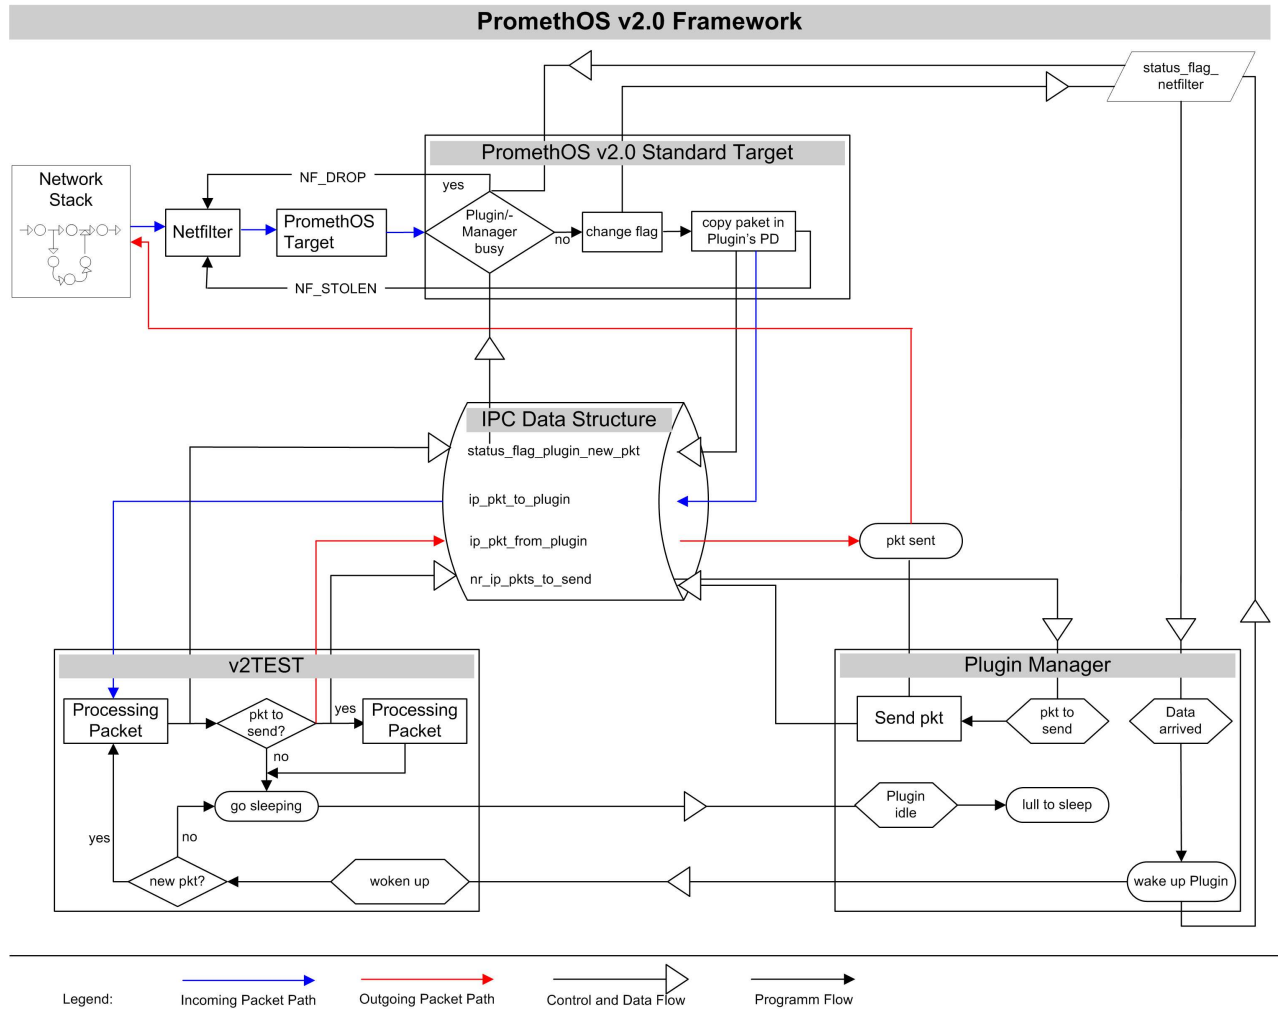 PromethOS v2.0 Framework
status_flag_
netfilter
PromethOS v2.0 Standard Target
Network
Stack
NF_DROP
yes
Netfilter
PromethOS
Target
Plugin/-
Manager
busy
no
change flag
copy paket in
Plugin's PD
NF_STOLEN
IPC Data Structure
status_flag_plugin_new_pkt
ip_pkt_to_plugin
ip_pkt_from_plugin
nr_ip_pkts_to_send
pkt sent
v2TEST
Processing
Packet
pkt to
send?
yes
Processing
Packet
no
go sleeping
yes
no
new pkt?
woken up
Plugin Manager
Send pkt
pkt to
send
Data
arrived
Plugin
idle
lull to sleep
wake up Plugin
Legend:
Incoming Packet Path
Outgoing Packet Path
Control and Data Flow
Programm Flow